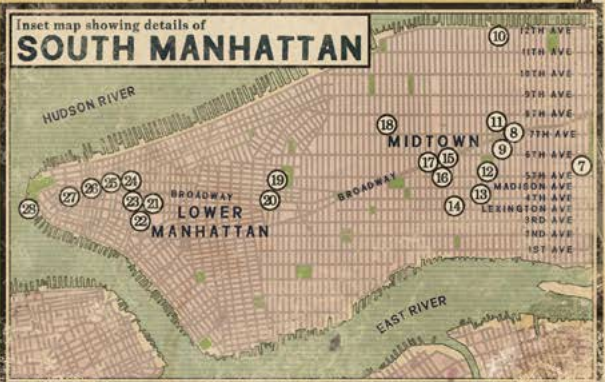 Inset map showing details of
SOUTH MANHATTAN
HUDSON RIVER
12TH AVE
11TH AVE
10TH AVE
9TH AVE
8TH AVE
7TH AVE
6TH AVE
5TH AVE
MADISON AVE
4TH AVE
LEXINGTON AVE
3RD AVE
2ND AVE
1ST AVE
10
11
8
9
7
18
MIDTOWN
17
15
16
12
13
14
BROADWAY
19
20
BROADWAY
LOWER
MANHATTAN
28
27
26
25
24
23
21
22
EAST RIVER